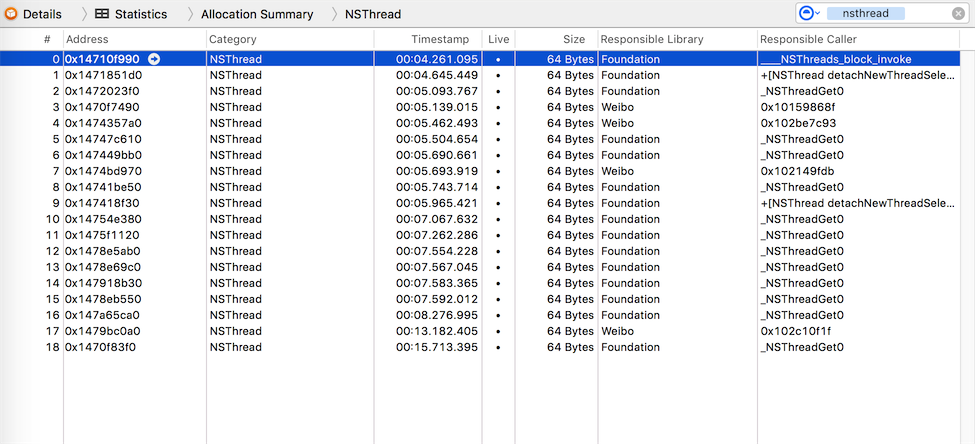 Details Statistics Allocation Summary NSThread nsthread
# Address Category Timestamp Live Size Responsible Library Responsible Caller
0 0x14710f990 NSThread 00:04.261.095 • 64 Bytes Foundation ____NSThreads_block_invoke
1 0x1471851d0 NSThread 00:04.645.449 • 64 Bytes Foundation +[NSThread detachNewThreadSele...
2 0x1472023f0 NSThread 00:05.093.767 • 64 Bytes Foundation _NSThreadGet0
3 0x1470f7490 NSThread 00:05.139.015 • 64 Bytes Weibo 0x10159868f
4 0x1474357a0 NSThread 00:05.462.493 • 64 Bytes Weibo 0x102be7c93
5 0x14747c610 NSThread 00:05.504.654 • 64 Bytes Foundation _NSThreadGet0
6 0x147449bb0 NSThread 00:05.690.661 • 64 Bytes Foundation _NSThreadGet0
7 0x1474bd970 NSThread 00:05.693.919 • 64 Bytes Weibo 0x102149fdb
8 0x14741be50 NSThread 00:05.743.714 • 64 Bytes Foundation _NSThreadGet0
9 0x147418f30 NSThread 00:05.965.421 • 64 Bytes Foundation +[NSThread detachNewThreadSele...
10 0x14754e380 NSThread 00:07.067.632 • 64 Bytes Foundation _NSThreadGet0
11 0x1475f1120 NSThread 00:07.262.286 • 64 Bytes Foundation _NSThreadGet0
12 0x1478e5ab0 NSThread 00:07.554.228 • 64 Bytes Foundation _NSThreadGet0
13 0x1478e69c0 NSThread 00:07.567.045 • 64 Bytes Foundation _NSThreadGet0
14 0x147918b30 NSThread 00:07.583.365 • 64 Bytes Foundation _NSThreadGet0
15 0x1478eb550 NSThread 00:07.592.012 • 64 Bytes Foundation _NSThreadGet0
16 0x147a65ca0 NSThread 00:08.276.995 • 64 Bytes Foundation _NSThreadGet0
17 0x1479bc0a0 NSThread 00:13.182.405 • 64 Bytes Weibo 0x102c10f1f
18 0x1470f83f0 NSThread 00:15.713.395 • 64 Bytes Foundation _NSThreadGet0